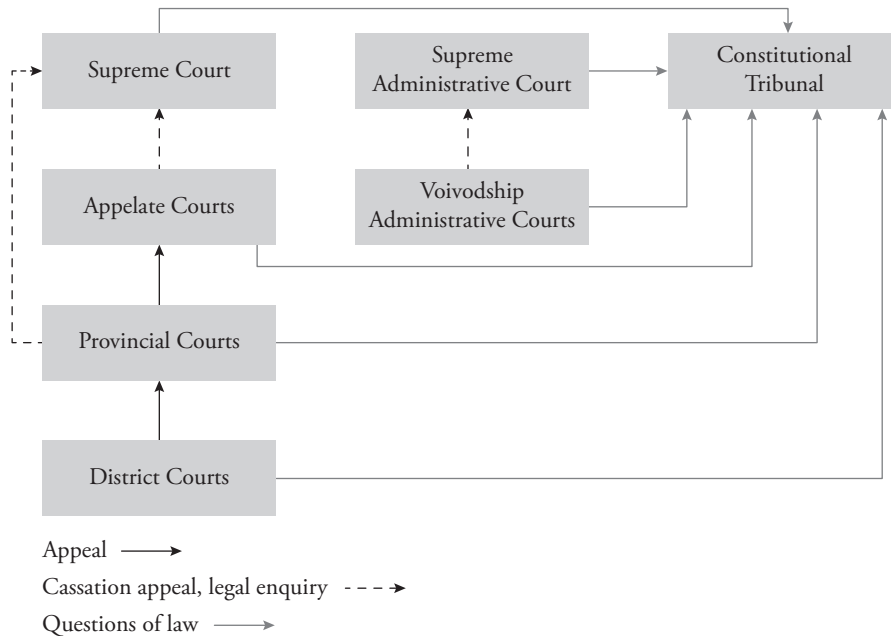 Supreme Court
Supreme
Administrative Court
Constitutional
Tribunal
Appelate Courts
Voivodship
Administrative Courts
Provincial Courts
District Courts
Appeal
Cassation appeal, legal enquiry
Questions of law